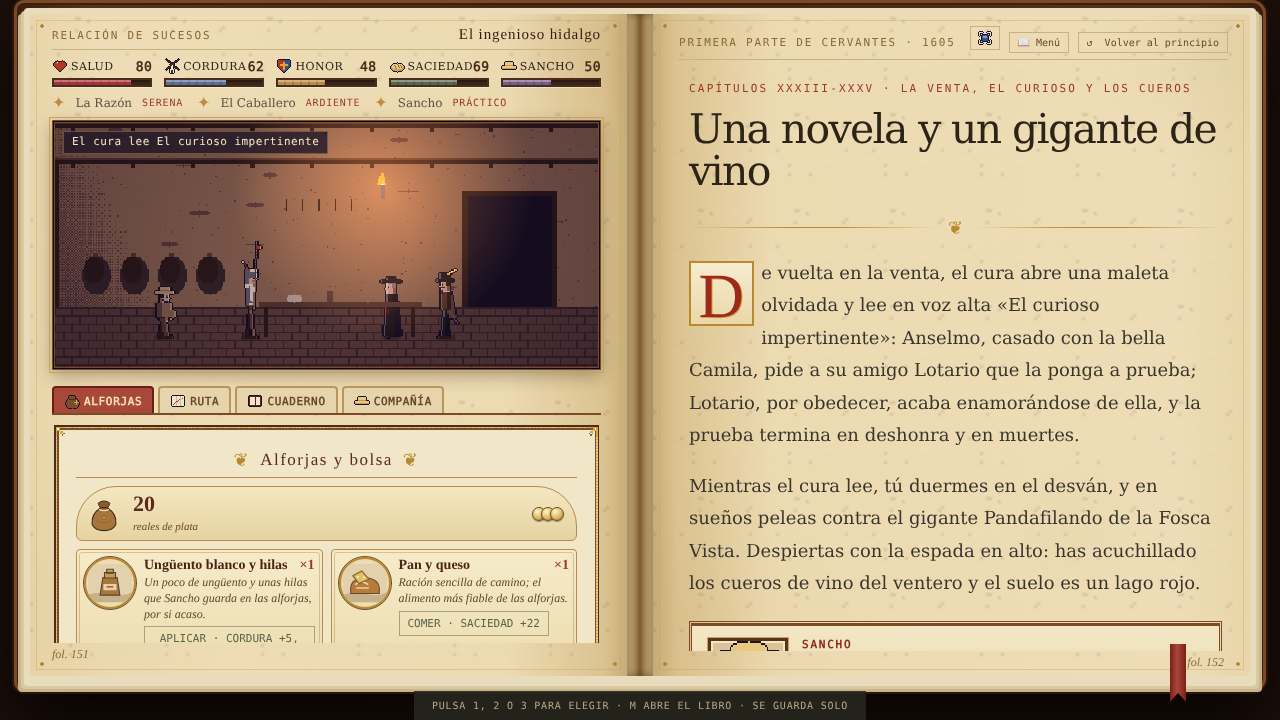 RELACIÓN DE SUCESOS
El ingenioso hidalgo
SALUD 80
CORDURA 62
HONOR 48
SACIEDAD 69
SANCHO 50
La Razón SERENA
El Caballero ARDIENTE
Sancho PRÁCTICO
El cura lee El curioso impertinente
ALFORJAS
RUTA
CUADERNO
COMPAÑÍA
Alforjas y bolsa
20
reales de plata
Ungüento blanco y hilas ×1
Un poco de ungüento y unas hilas
que Sancho guarda en las alforjas,
por si acaso.
APLICAR · CORDURA +5,
Pan y queso ×1
Ración sencilla de camino; el
alimento más fiable de las alforjas.
COMER · SACIEDAD +22
fol. 151
PRIMERA PARTE DE CERVANTES · 1605
Menú
↺ Volver al principio
CAPÍTULOS XXXIII-XXXV · LA VENTA, EL CURIOSO Y LOS CUEROS
Una novela y un gigante de
vino
De vuelta en la venta, el cura abre una maleta
olvidada y lee en voz alta «El curioso
impertinente»: Anselmo, casado con la bella
Camila, pide a su amigo Lotario que la ponga a prueba;
Lotario, por obedecer, acaba enamorándose de ella, y la
prueba termina en deshonra y en muertes.
Mientras el cura lee, tú duermes en el desván, y en
sueños peleas contra el gigante Pandafilando de la Fosca
Vista. Despiertas con la espada en alto: has acuchillado
los cueros de vino del ventero y el suelo es un lago rojo.
SANCHO
fol. 152
PULSA 1, 2 O 3 PARA ELEGIR · M ABRE EL LIBRO · SE GUARDA SOLO